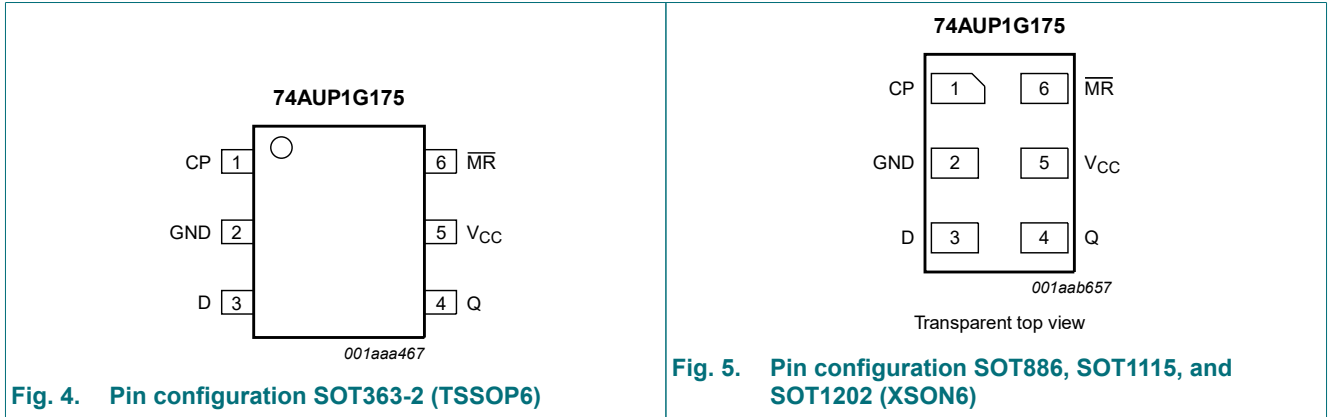 74AUP1G175
CP 1
6 M̅R̅
GND 2
5 VCC
D 3
4 Q
001aaa467
Fig. 4. Pin configuration SOT363-2 (TSSOP6)
74AUP1G175
CP 1
6 M̅R̅
GND 2
5 VCC
D 3
4 Q
001aab657
Transparent top view
Fig. 5. Pin configuration SOT886, SOT1115, and
SOT1202 (XSON6)